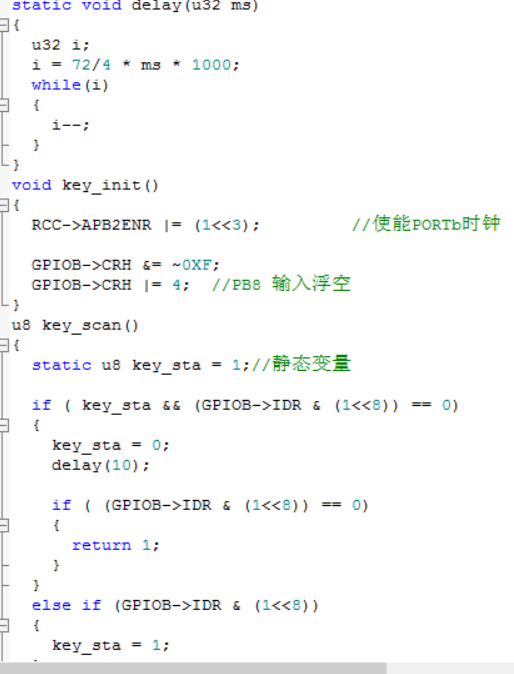 static void delay(u32 ms)
{
u32 i;
i = 72/4 * ms * 1000;
while(i)
{
i--;
}
}
void key_init()
{
RCC->APB2ENR |= (1<<3); //使能PORTb时钟
GPIOB->CRH &= ~0XF;
GPIOB->CRH |= 4; //PB8 输入浮空
}
u8 key_scan()
{
static u8 key_sta = 1;//静态变量
if ( key_sta && (GPIOB->IDR & (1<<8)) == 0)
{
key_sta = 0;
delay(10);
if ( (GPIOB->IDR & (1<<8)) == 0)
{
return 1;
}
}
else if (GPIOB->IDR & (1<<8))
{
key_sta = 1;